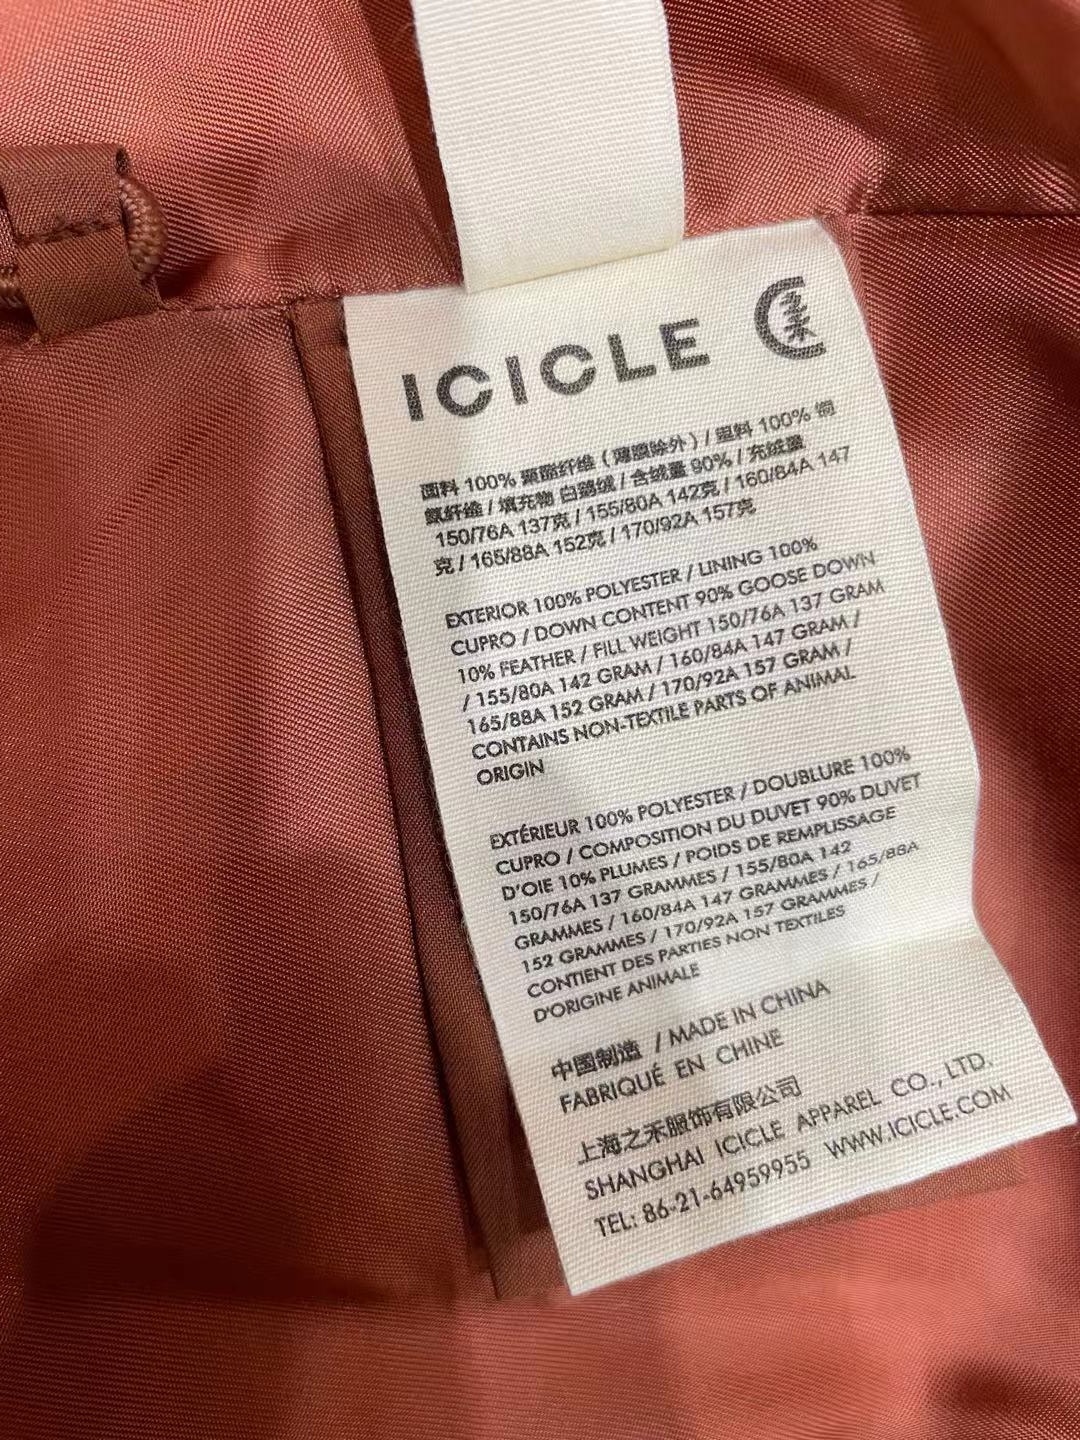 ICICLE
面料 100% 聚酯纤维 ( 薄膜除外 ) / 里料 100% 铜
氨纤维 / 填充物 白鹅绒 / 含绒量 90% / 充绒量
150/76A 137克 / 155/80A 142克 / 160/84A 147
克 / 165/88A 152克 / 170/92A 157克
EXTERIOR 100% POLYESTER / LINING 100%
CUPRO / DOWN CONTENT 90% GOOSE DOWN
10% FEATHER / FILL WEIGHT 150/76A 137 GRAM
/ 155/80A 142 GRAM / 160/84A 147 GRAM /
165/88A 152 GRAM / 170/92A 157 GRAM /
CONTAINS NON-TEXTILE PARTS OF ANIMAL
ORIGIN
EXTÉRIEUR 100% POLYESTER / DOUBLURE 100%
CUPRO / COMPOSITION DU DUVET 90% DUVET
D'OIE 10% PLUMES / POIDS DE REMPLISSAGE
150/76A 137 GRAMMES / 155/80A 142
GRAMMES / 160/84A 147 GRAMMES / 165/88A
152 GRAMMES / 170/92A 157 GRAMMES /
CONTIENT DES PARTIES NON TEXTILES
D'ORIGINE ANIMALE
中国制造 / MADE IN CHINA
FABRIQUÉ EN CHINE
上海之禾服饰有限公司
SHANGHAI ICICLE APPAREL CO., LTD.
TEL: 86-21-64959955 WWW.ICICLE.COM